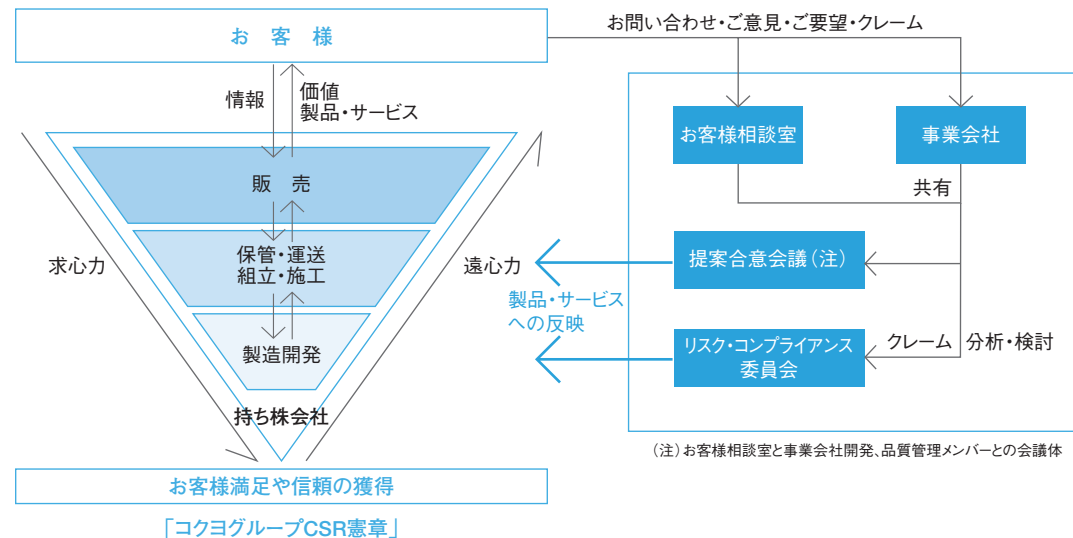 お客様
お問い合わせ・ご意見・ご要望・クレーム
情報
価値
製品・サービス
お客様相談室
事業会社
共有
販売
保管・運送
組立・施工
製造開発
持ち株会社
求心力
遠心力
提案合意会議（注）
製品・サービス
への反映
リスク・コンプライアンス
委員会
クレーム
分析・検討
（注）お客様相談室と事業会社開発、品質管理メンバーとの会議体
お客様満足や信頼の獲得
「コクヨグループCSR憲章」